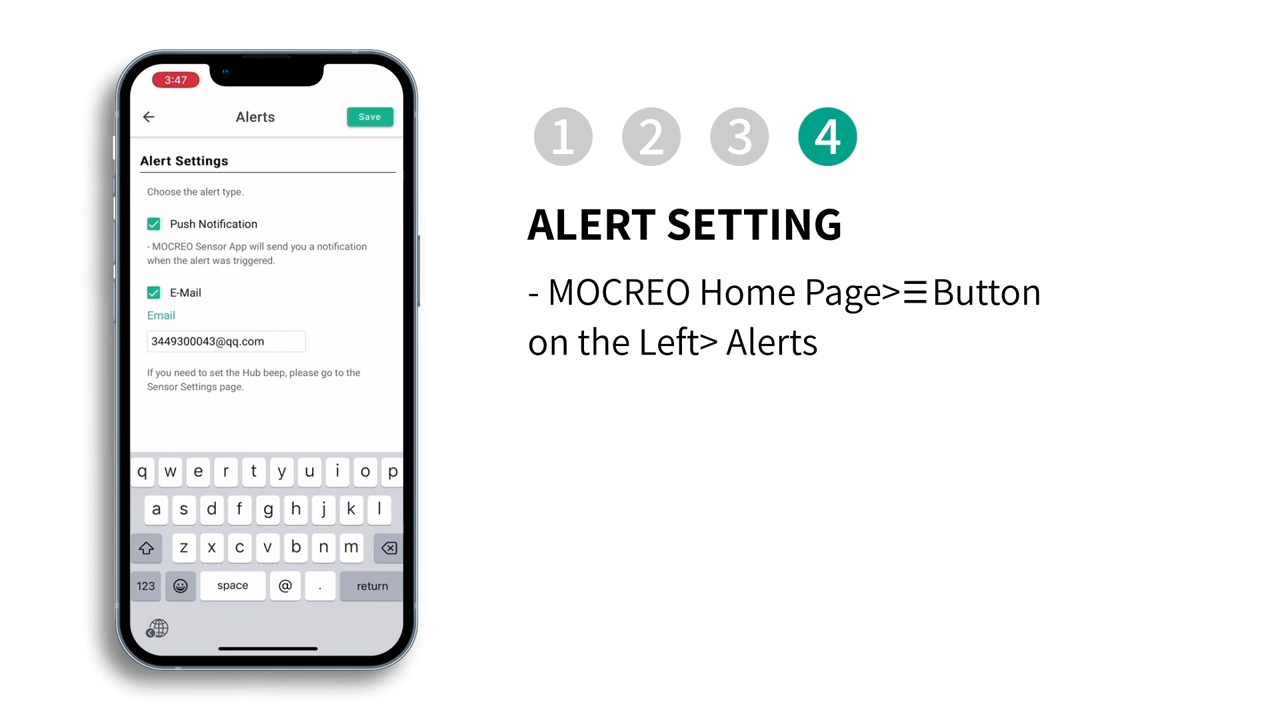 3:47
Alerts
Save
Alert Settings
Choose the alert type.
Push Notification
- MOCREO Sensor App will send you a notification
when the alert was triggered.
E-Mail
Email
3449300043@qq.com
If you need to set the Hub beep, please go to the
Sensor Settings page.
q w e r t y u i o p
a s d f g h j k l
z x c v b n m
123 space @ . return
1 2 3 4
ALERT SETTING
- MOCREO Home Page>☰Button
on the Left> Alerts